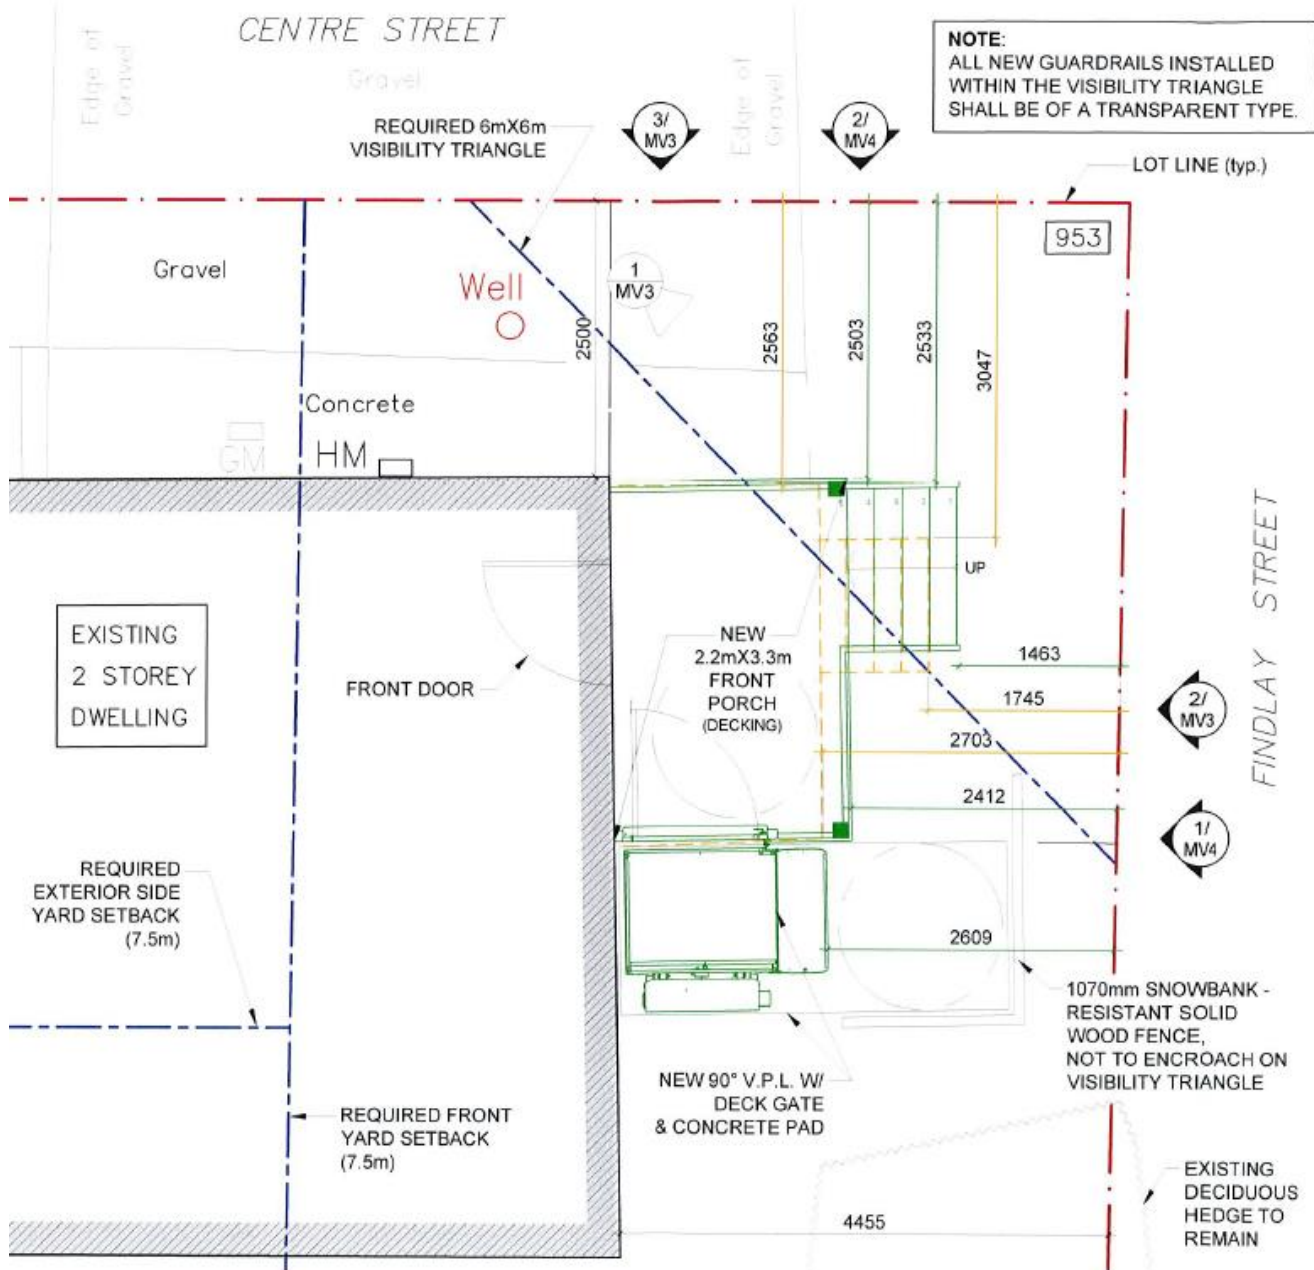 CENTRE STREET
Edge of
Gravel
Gravel
Edge of
Gravel
NOTE:
ALL NEW GUARDRAILS INSTALLED
WITHIN THE VISIBILITY TRIANGLE
SHALL BE OF A TRANSPARENT TYPE.
REQUIRED 6mX6m
VISIBILITY TRIANGLE
3/
MV3
2/
MV4
LOT LINE (typ.)
953
Gravel
Well
1
MV3
2500
2563
2503
2533
3047
Concrete
GM
HM
UP
FINDLAY STREET
EXISTING
2 STOREY
DWELLING
FRONT DOOR
NEW
2.2mX3.3m
FRONT
PORCH
(DECKING)
1463
1745
2703
2412
2/
MV3
1/
MV4
REQUIRED
EXTERIOR SIDE
YARD SETBACK
(7.5m)
2609
1070mm SNOWBANK -
RESISTANT SOLID
WOOD FENCE,
NOT TO ENCROACH ON
VISIBILITY TRIANGLE
NEW 90° V.P.L. W/
DECK GATE
& CONCRETE PAD
REQUIRED FRONT
YARD SETBACK
(7.5m)
EXISTING
DECIDUOUS
HEDGE TO
REMAIN
4455